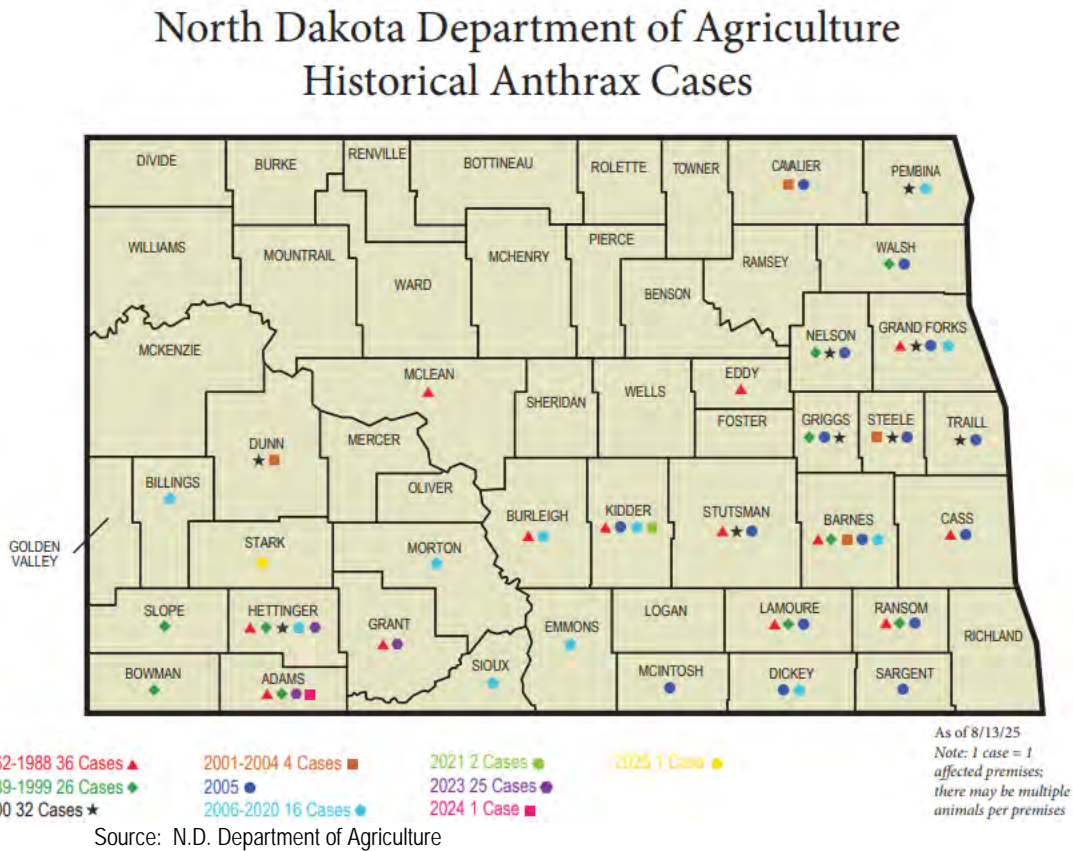 North Dakota Department of Agriculture
Historical Anthrax Cases
DIVIDE
BURKE
RENVILLE
BOTTINEAU
ROLETTE
TOWNER
CAVALIER
PEMBINA
WILLIAMS
MOUNTRAIL
WARD
MCHENRY
PIERCE
BENSON
RAMSEY
WALSH
NELSON
GRAND FORKS
MCKENZIE
MCLEAN
SHERIDAN
WELLS
EDDY
FOSTER
GRIGGS
STEELE
TRAILL
DUNN
MERCER
OLIVER
BILLINGS
BURLEIGH
KIDDER
STUTSMAN
BARNES
CASS
GOLDEN
VALLEY
STARK
MORTON
SLOPE
HETTINGER
GRANT
EMMONS
LOGAN
LAMOURE
RANSOM
RICHLAND
BOWMAN
ADAMS
SIOUX
MCINTOSH
DICKEY
SARGENT
62-1988 36 Cases
89-1999 26 Cases
00 32 Cases
2001-2004 4 Cases
2005
2006-2020 16 Cases
2021 2 Cases
2023 25 Cases
2024 1 Case
2025 1 Case
As of 8/13/25
Note: 1 case = 1
affected premises;
there may be multiple
animals per premises
Source: N.D. Department of Agriculture